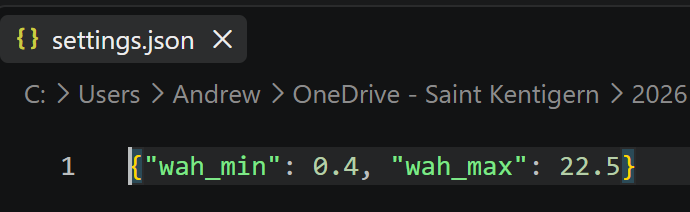 {} settings.json ×
C: > Users > Andrew > OneDrive - Saint Kentigern > 2026
1 {"wah_min": 0.4, "wah_max": 22.5}